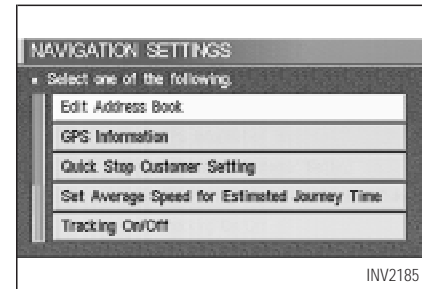 NAVIGATION SETTINGS
Select one of the following.
Edit Address Book
GPS Information
Quick Stop Customer Setting
Set Average Speed for Estimated Journey Time
Tracking On/Off
INV2185